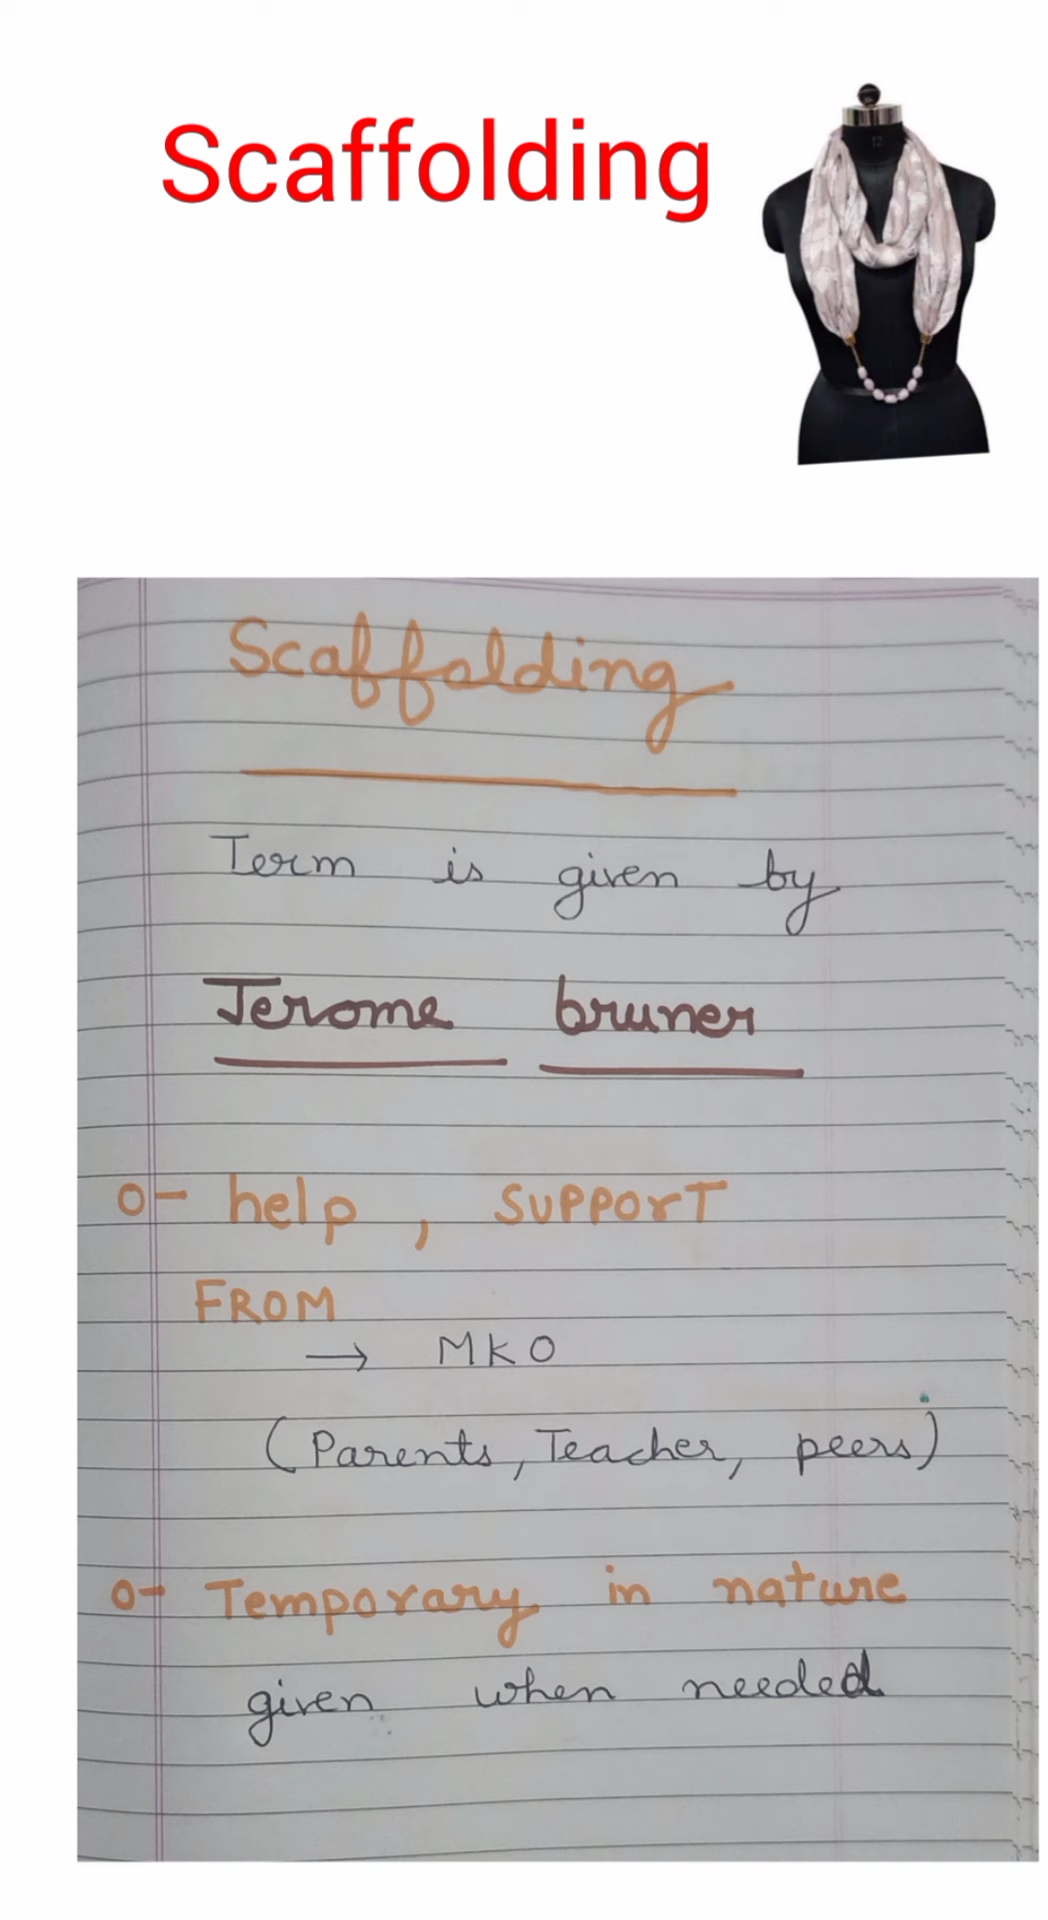 Scaffolding
12
Scaffolding
Term is given by
Jerome bruner
o- help, SUPPORT
FROM
→ MKO
(Parents, Teacher, peers)
o- Temporary in nature
given when needed